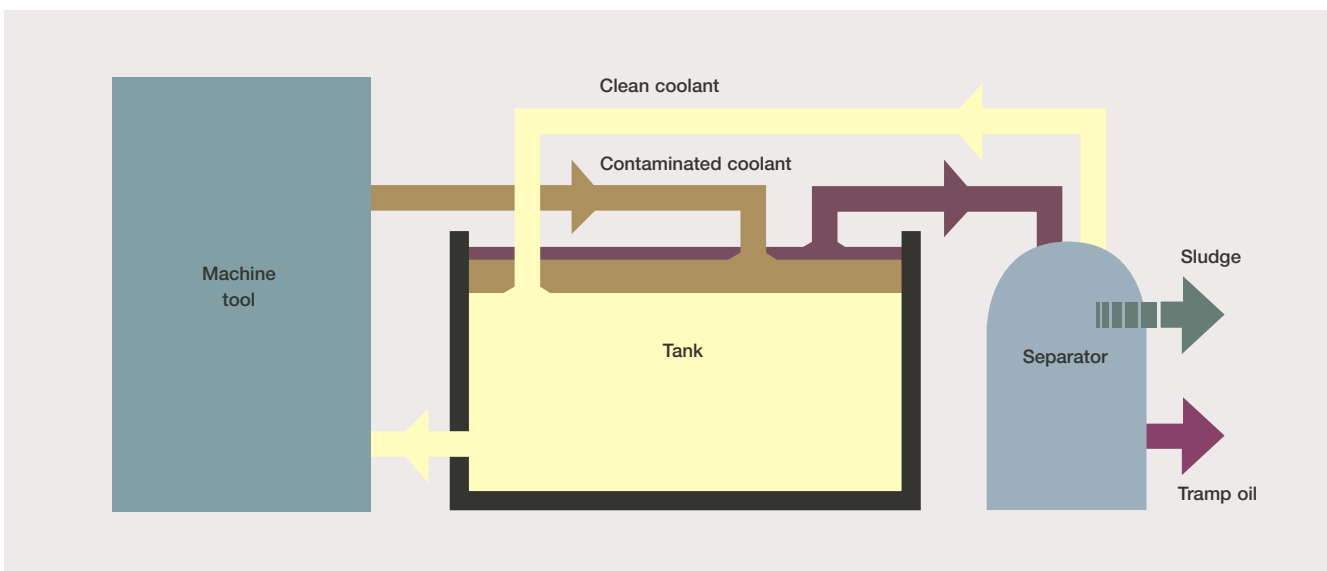 Clean coolant
Contaminated coolant
Machine
tool
Sludge
Tank
Separator
Tramp oil